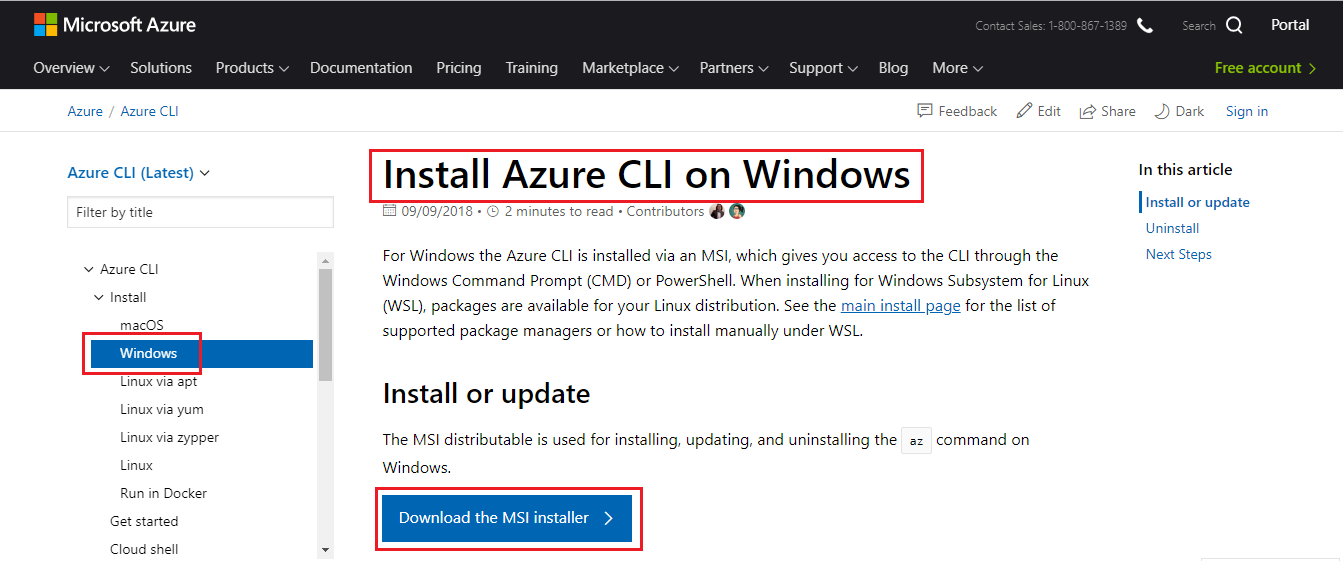 Microsoft Azure
Contact Sales: 1-800-867-1389
Search
Portal
Overview Solutions Products Documentation Pricing Training Marketplace Partners Support Blog More Free account
Azure / Azure CLI
Feedback Edit Share Dark Sign in
Azure CLI (Latest)
Filter by title
Azure CLI
Install
macOS
Windows
Linux via apt
Linux via yum
Linux via zypper
Linux
Run in Docker
Get started
Cloud shell
Install Azure CLI on Windows
09/09/2018 • 2 minutes to read • Contributors
For Windows the Azure CLI is installed via an MSI, which gives you access to the CLI through the
Windows Command Prompt (CMD) or PowerShell. When installing for Windows Subsystem for Linux
(WSL), packages are available for your Linux distribution. See the main install page for the list of
supported package managers or how to install manually under WSL.
Install or update
The MSI distributable is used for installing, updating, and uninstalling the az command on
Windows.
Download the MSI installer
In this article
Install or update
Uninstall
Next Steps